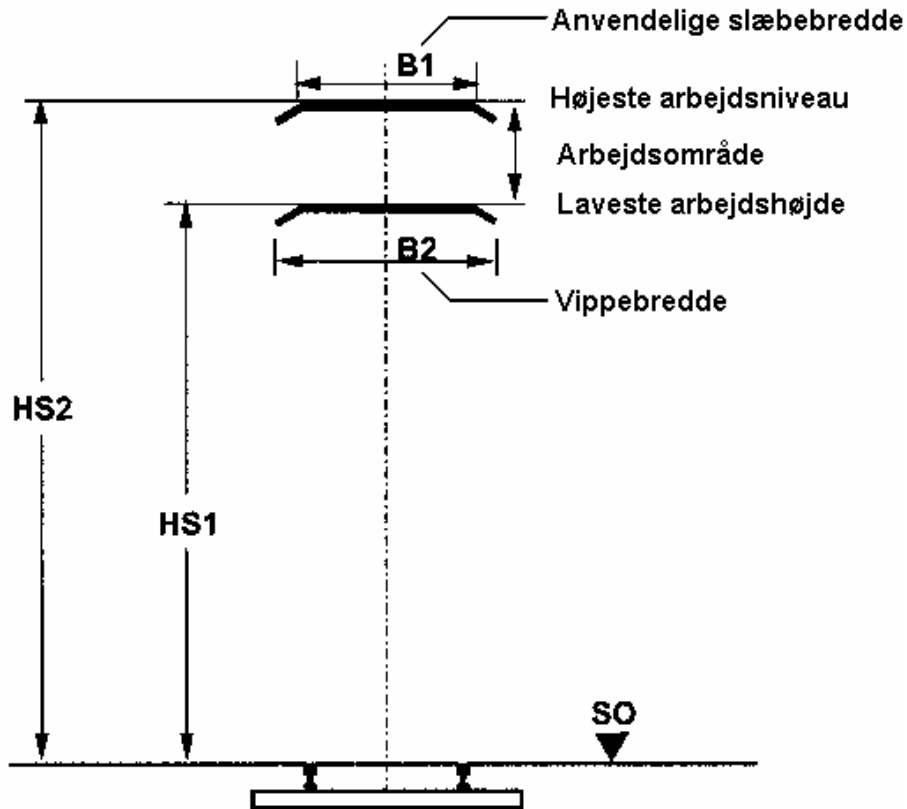 Anvendelige slæbebredde
B1
Højeste arbejdsniveau
Arbejdsområde
Laveste arbejdshøjde
B2
Vippebredde
HS2
HS1
SO